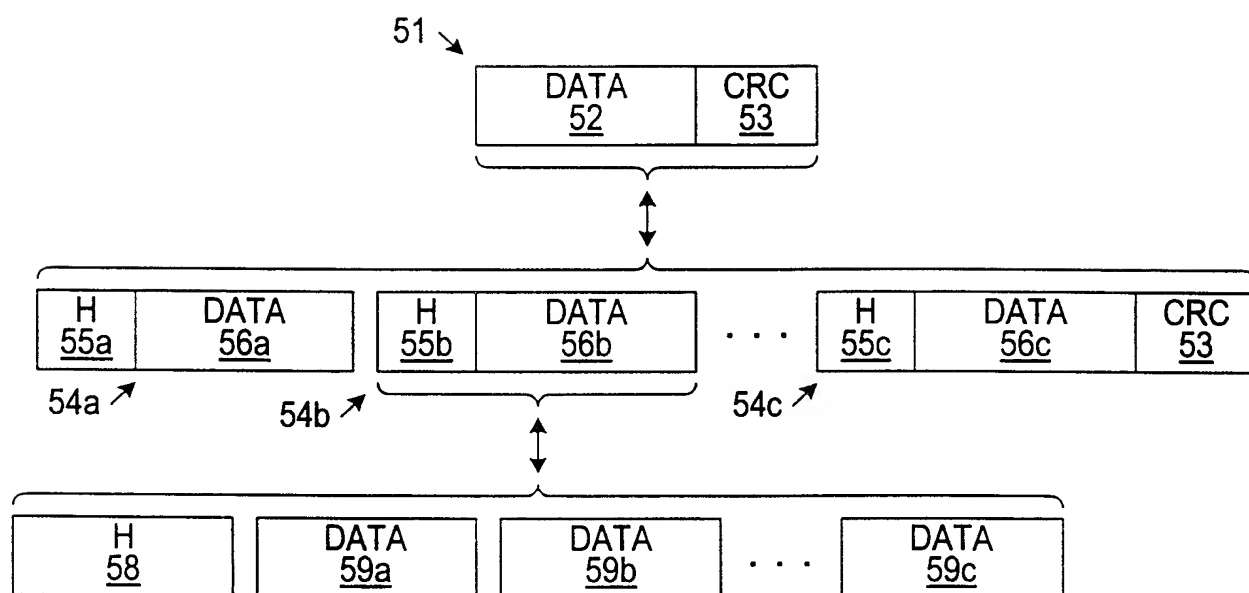 51
DATA CRC
52 53
H DATA H DATA . . . H DATA CRC
55a 56a 55b 56b 55c 56c 53
54a 54b 54c
H DATA DATA . . . DATA
58 59a 59b 59c